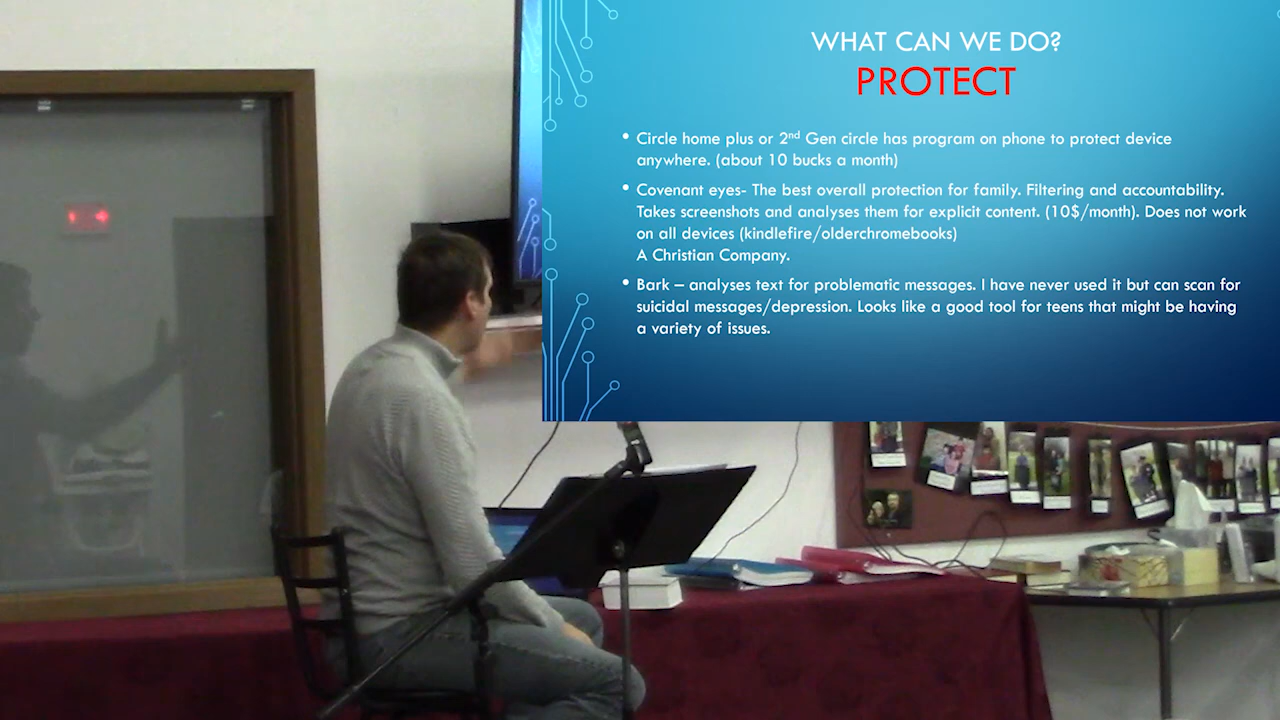 WHAT CAN WE DO?
PROTECT
• Circle home plus or 2nd Gen circle has program on phone to protect device
anywhere. (about 10 bucks a month)
• Covenant eyes- The best overall protection for family. Filtering and accountability.
Takes screenshots and analyses them for explicit content. (10$/month). Does not work
on all devices (kindlefire/olderchromebooks)
A Christian Company.
• Bark – analyses text for problematic messages. I have never used it but can scan for
suicidal messages/depression. Looks like a good tool for teens that might be having
a variety of issues.